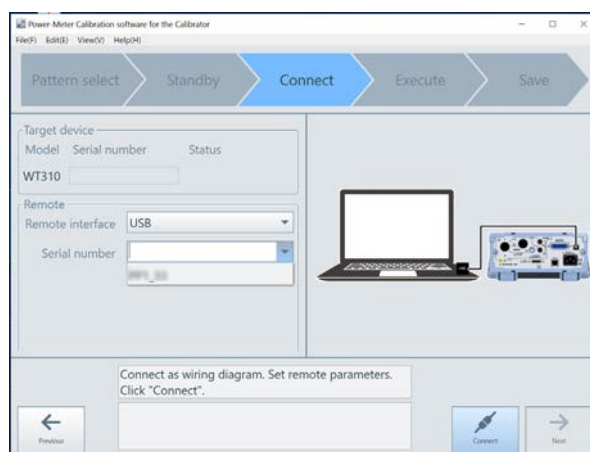 Power-Meter Calibration software for the Calibrator
File(F) Edit(E) View(V) Help(H)
Pattern select Standby Connect Execute Save
Target device
Model Serial number Status
WT310
Remote
Remote interface USB
Serial number
Connect as wiring diagram. Set remote parameters.
Click "Connect".
Previous Connect Next